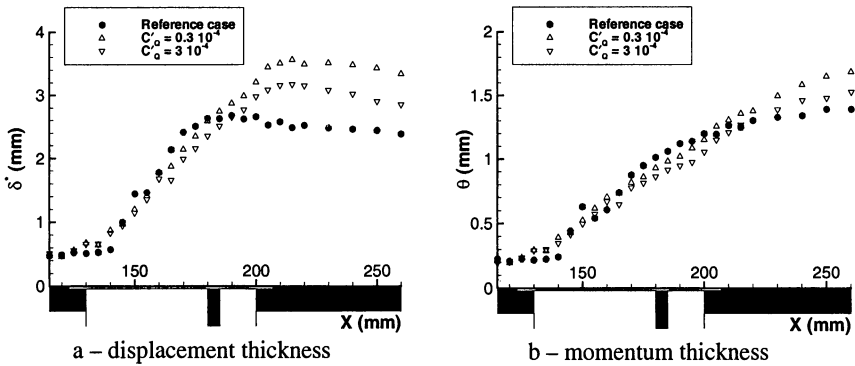 Reference case
C'Q = 0.3 10-4
C'Q = 3 10-4
4
3
2
1
0
δ* (mm)
150
200
250
X (mm)
a – displacement thickness
Reference case
C'Q = 0.3 10-4
C'Q = 3 10-4
2
1.5
1
0.5
0
θ (mm)
150
200
250
X (mm)
b – momentum thickness